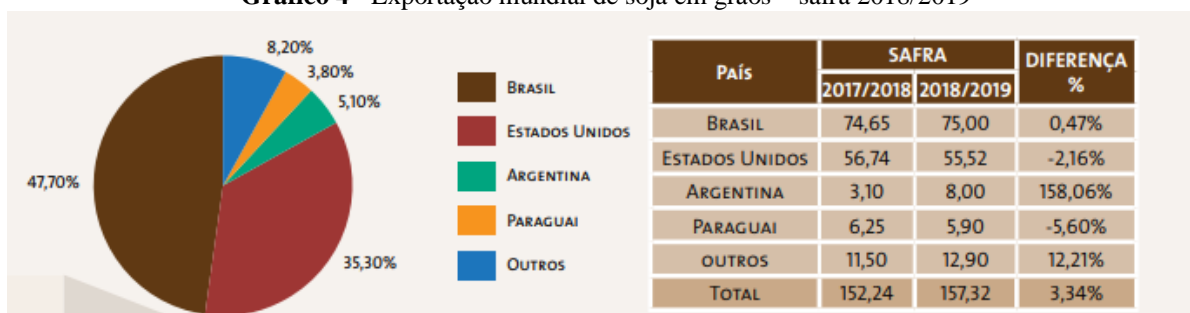 Gráfico 4 - Exportação mundial de soja em grãos – safra 2018/2019
8,20%
3,80%
5,10%
47,70%
35,30%
BRASIL
ESTADOS UNIDOS
ARGENTINA
PARAGUAI
OUTROS
PAÍS SAFRA DIFERENÇA %
2017/2018 2018/2019
BRASIL 74,65 75,00 0,47%
ESTADOS UNIDOS 56,74 55,52 -2,16%
ARGENTINA 3,10 8,00 158,06%
PARAGUAI 6,25 5,90 -5,60%
OUTROS 11,50 12,90 12,21%
TOTAL 152,24 157,32 3,34%